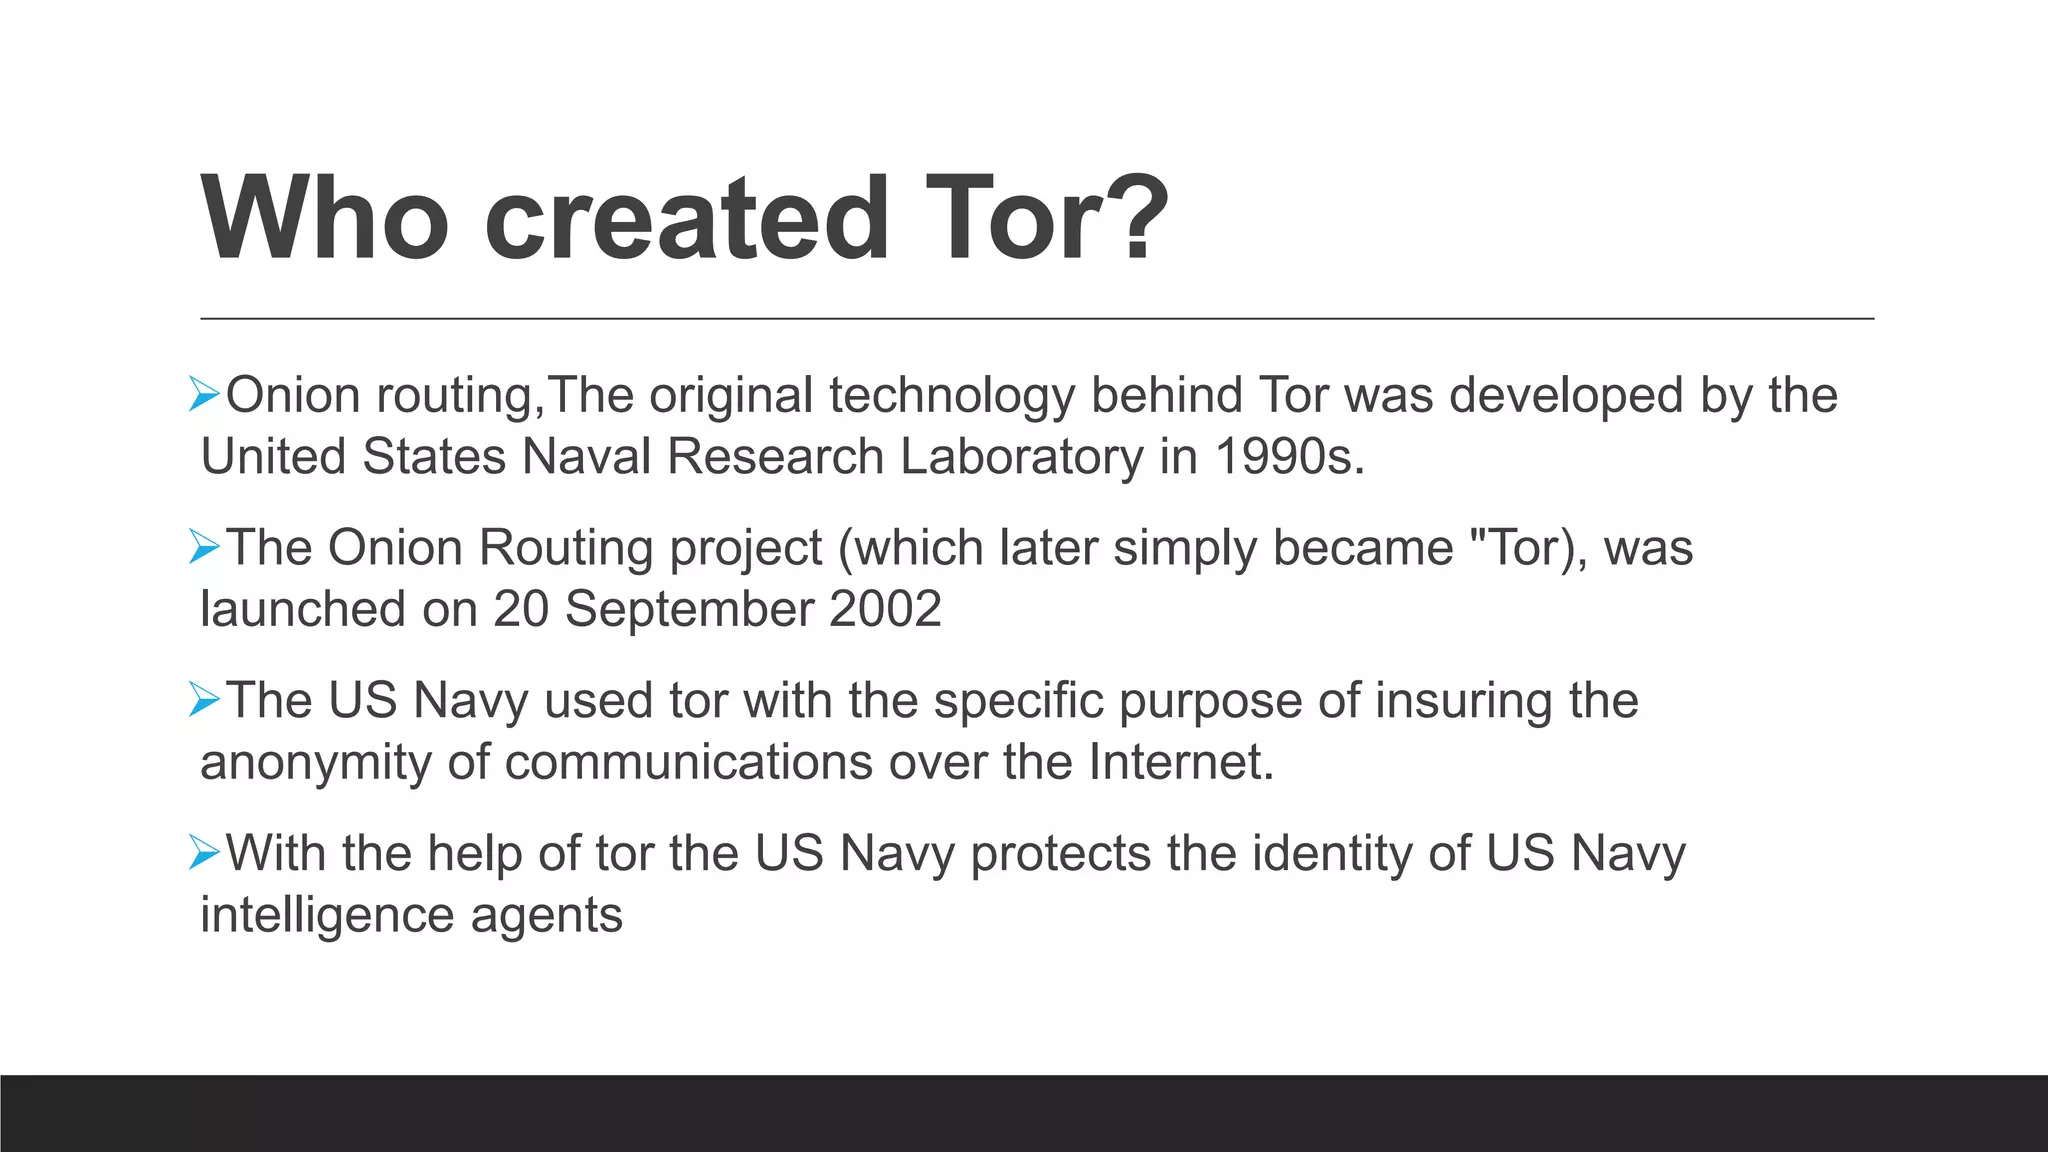 Who created Tor?
➢Onion routing,The original technology behind Tor was developed by the
United States Naval Research Laboratory in 1990s.
➢The Onion Routing project (which later simply became "Tor), was
launched on 20 September 2002
➢The US Navy used tor with the specific purpose of insuring the
anonymity of communications over the Internet.
➢With the help of tor the US Navy protects the identity of US Navy
intelligence agents